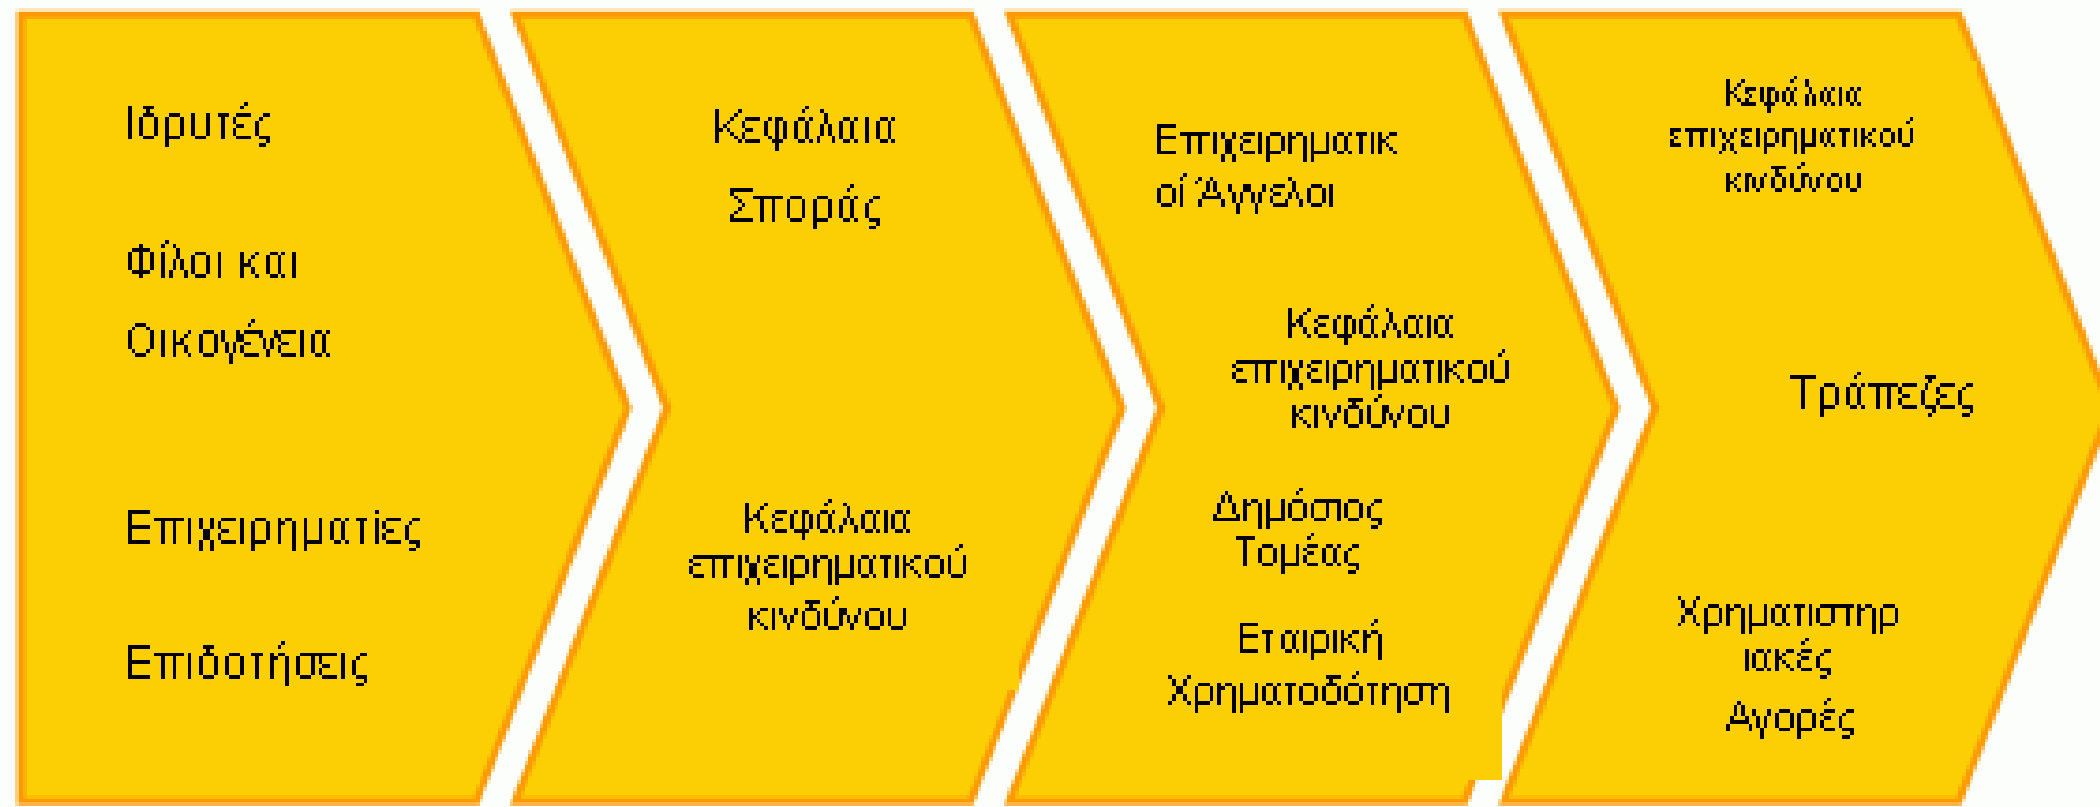 Ιδρυτές
Φίλοι και
Οικογένεια
Επιχειρηματίες
Επιδοτήσεις
Κεφάλαια
Σποράς
Κεφάλαια
επιχειρηματικού
κινδύνου
Επιχειρηματικ
οί Άγγελοι
Κεφάλαια
επιχειρηματικού
κινδύνου
Δημόσιος
Τομέας
Εταιρική
Χρηματοδότηση
Κεφάλαια
επιχειρηματικού
κινδύνου
Τράπεζες
Χρηματιστηρ
ιακές
Αγορές